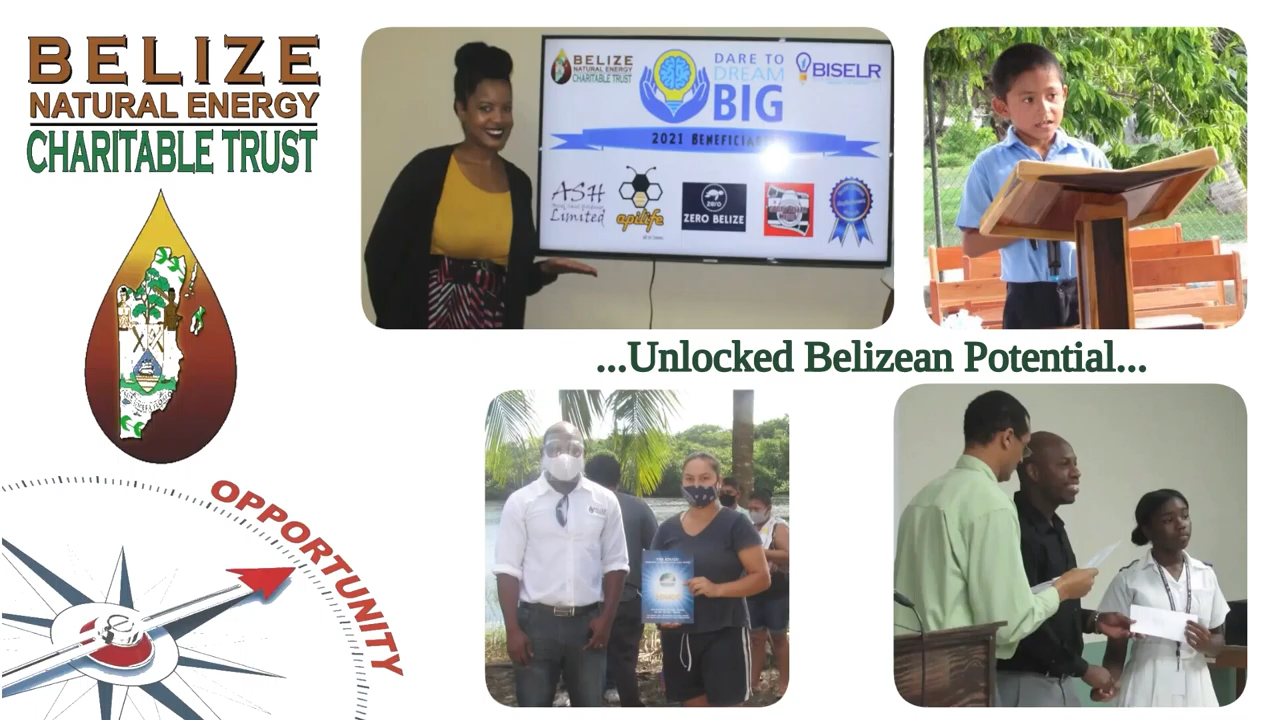 BELIZE
NATURAL ENERGY
CHARITABLE TRUST
BELIZE
NATURAL ENERGY
CHARITABLE TRUST
DARE TO
DREAM
BIG
BISELR
2021
ASH
Limited
apilife
zero
ZERO BELIZE
...Unlocked Belizean Potential...
OPPORTUNITY